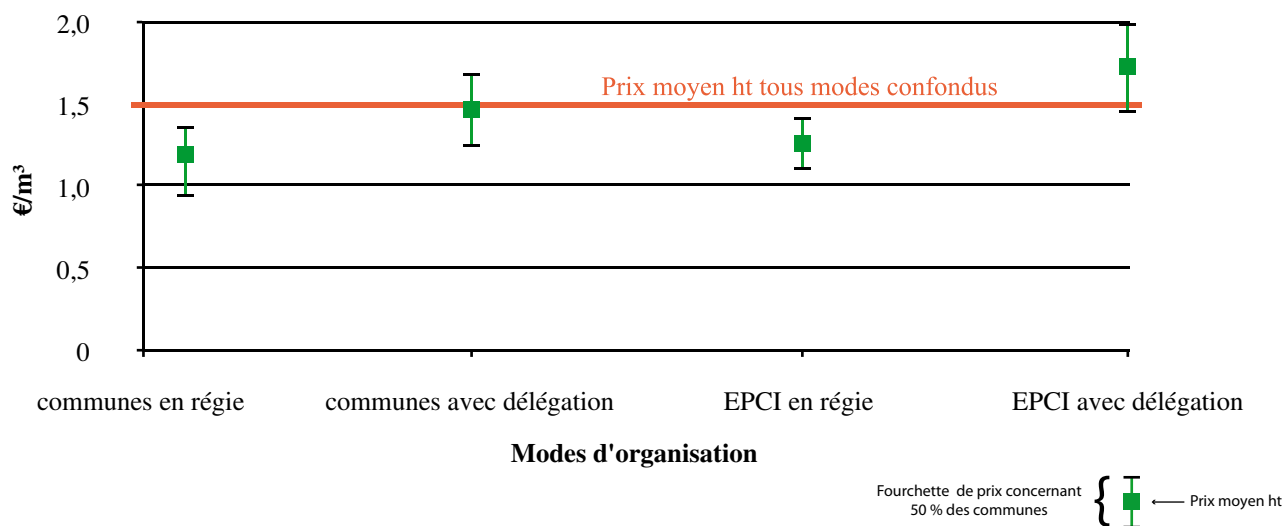 2,0
Prix moyen ht tous modes confondus
1,5
€/m³
1,0
0,5
0
communes en régie
communes avec délégation
EPCI en régie
EPCI avec délégation
Modes d'organisation
Fourchette de prix concernant
50 % des communes
Prix moyen ht